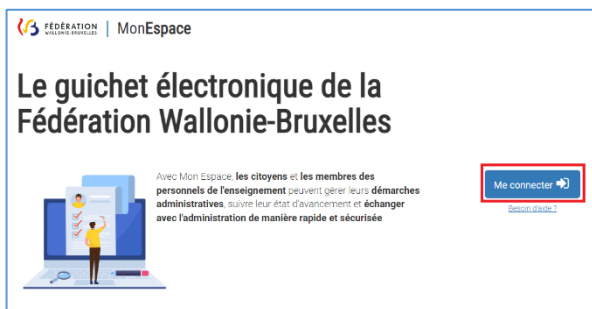 FÉDÉRATION
WALLONIE-BRUXELLES
MonEspace
Le guichet électronique de la
Fédération Wallonie-Bruxelles
Avec Mon Espace, les citoyens et les membres des
personnels de l'enseignement peuvent gérer leurs démarches
administratives, suivre leur état d'avancement et échanger
avec l'administration de manière rapide et sécurisée.
Me connecter
Besoin d'aide ?